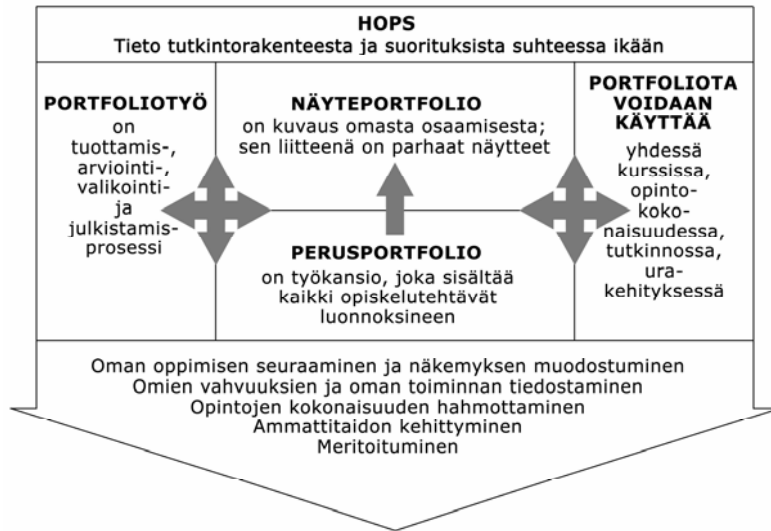 HOPS
Tieto tutkintorakenteesta ja suorituksista suhteessa ikään
PORTFOLIOTYÖ
on
tuottamis-,
arviointi-,
valikointi-
ja
julkistamis-
prosessi
NÄYTEPORTFOLIO
on kuvaus omasta osaamisesta;
sen liitteenä on parhaat näytteet
PERUSPORTFOLIO
on työkansio, joka sisältää
kaikki opiskelutehtävät
luonnoksineen
PORTFOLIOTA
VOIDAAN
KÄYTTÄÄ
yhdessä
kurssissa,
opinto-
koko-
naisuudessa,
tutkinnossa,
ura-
kehityksessä
Oman oppimisen seuraaminen ja näkemyksen muodostuminen
Omien vahvuuksien ja oman toiminnan tiedostaminen
Opintojen kokonaisuuden hahmottaminen
Ammattitaidon kehittyminen
Meritoituminen